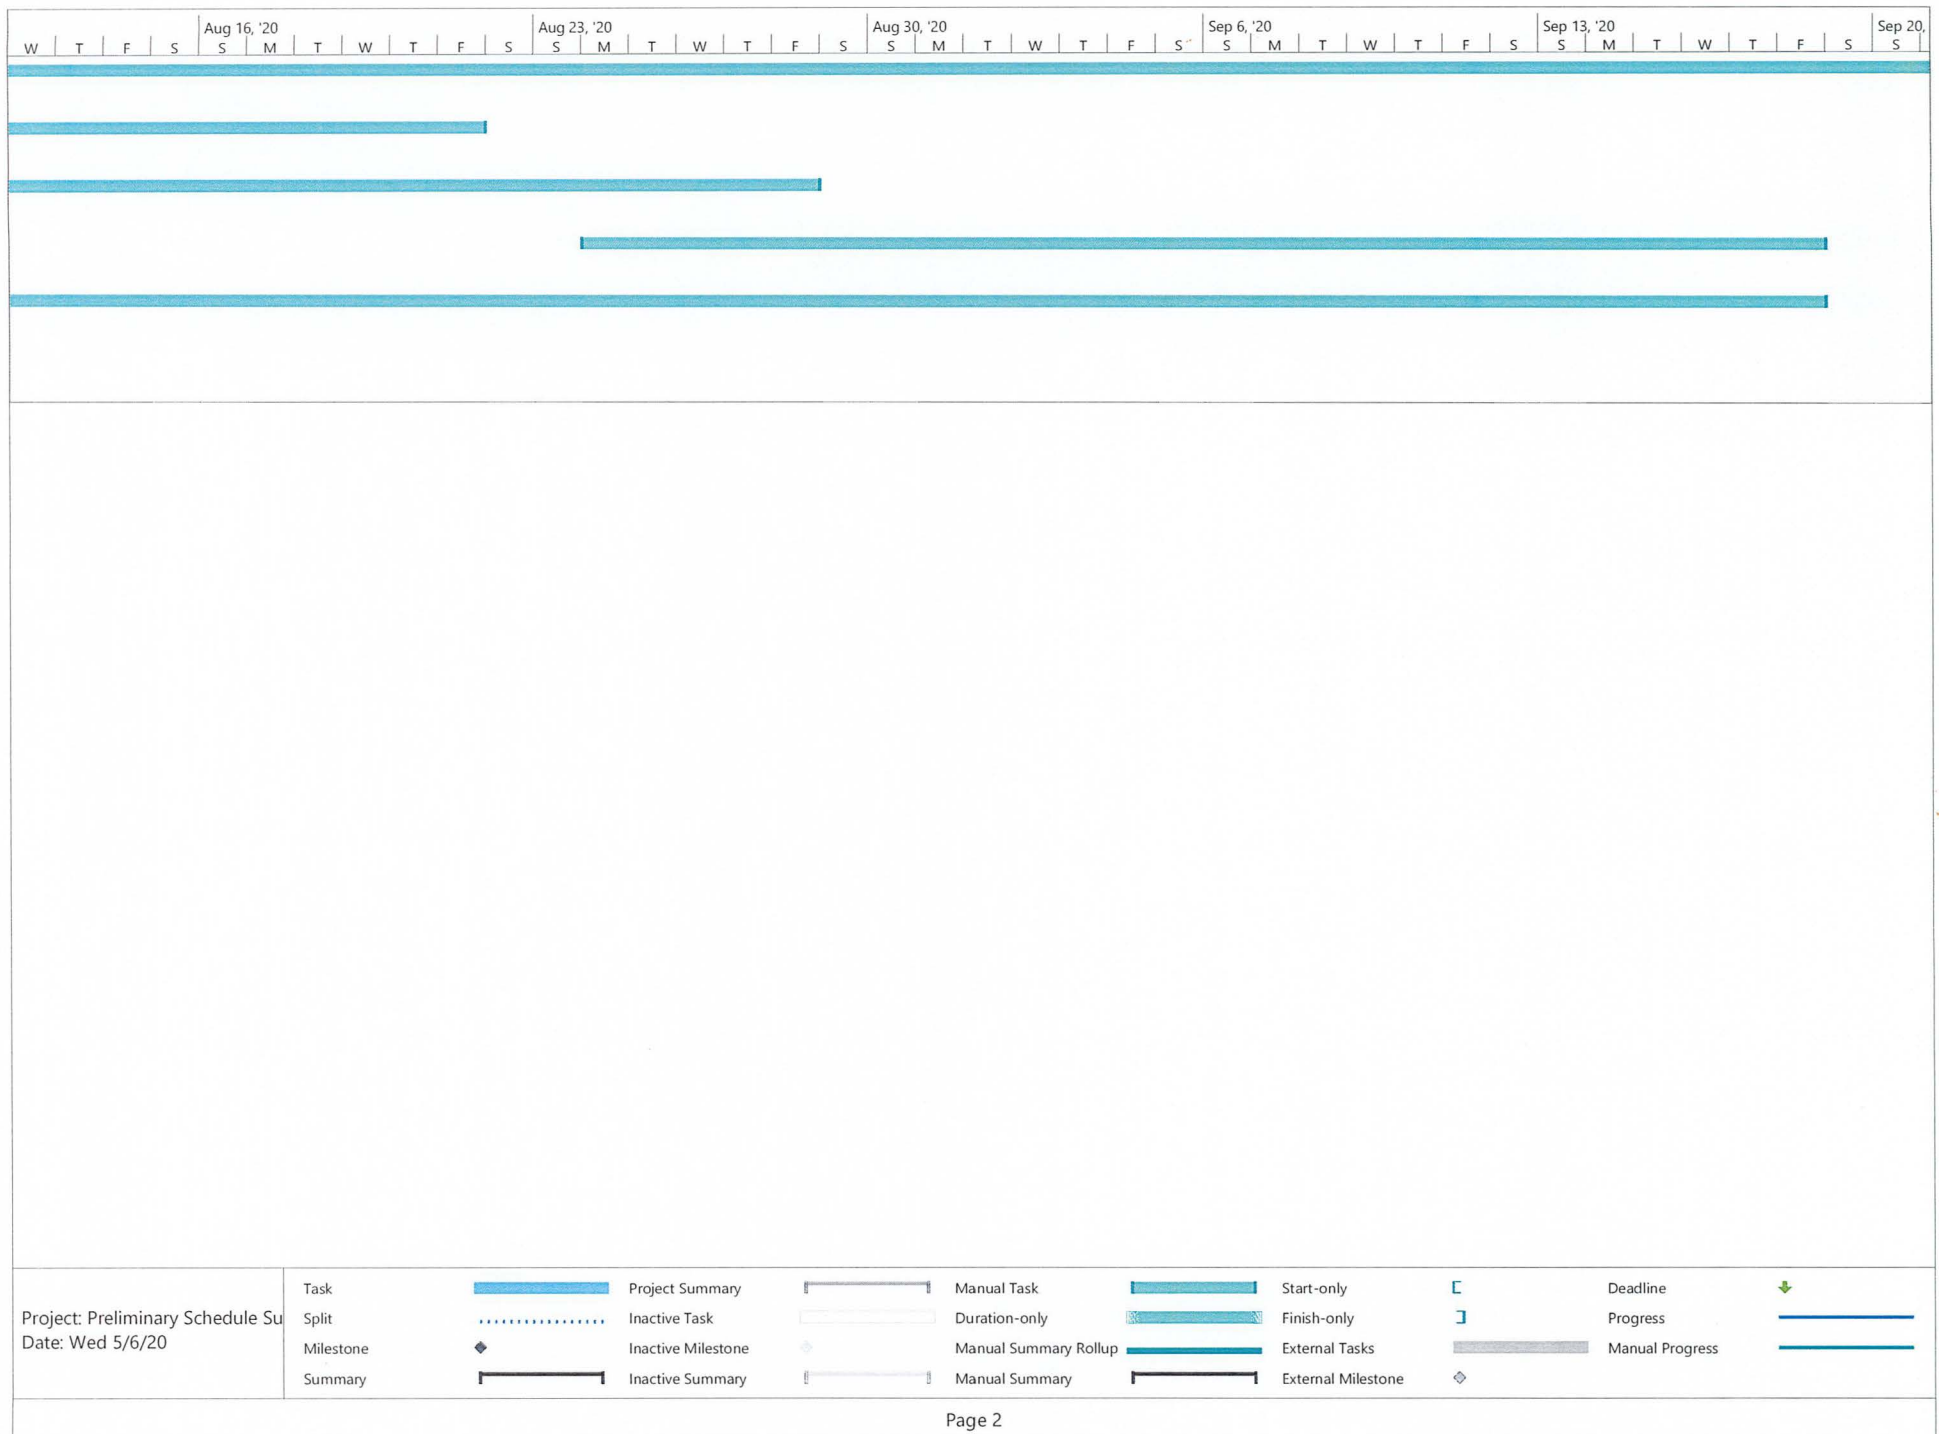 Aug 16, '20 Aug 23, '20 Aug 30, '20 Sep 6, '20 Sep 13, '20 Sep 20,
W T F S S M T W T F S S M T W T F S S M T W T F S S M T W T F S S M T W T F S S
Task Project Summary Manual Task Start-only Deadline
Project: Preliminary Schedule Su Split Inactive Task Duration-only Finish-only Progress
Date: Wed 5/6/20 Milestone Inactive Milestone Manual Summary Rollup External Tasks Manual Progress
Summary Inactive Summary Manual Summary External Milestone
Page 2